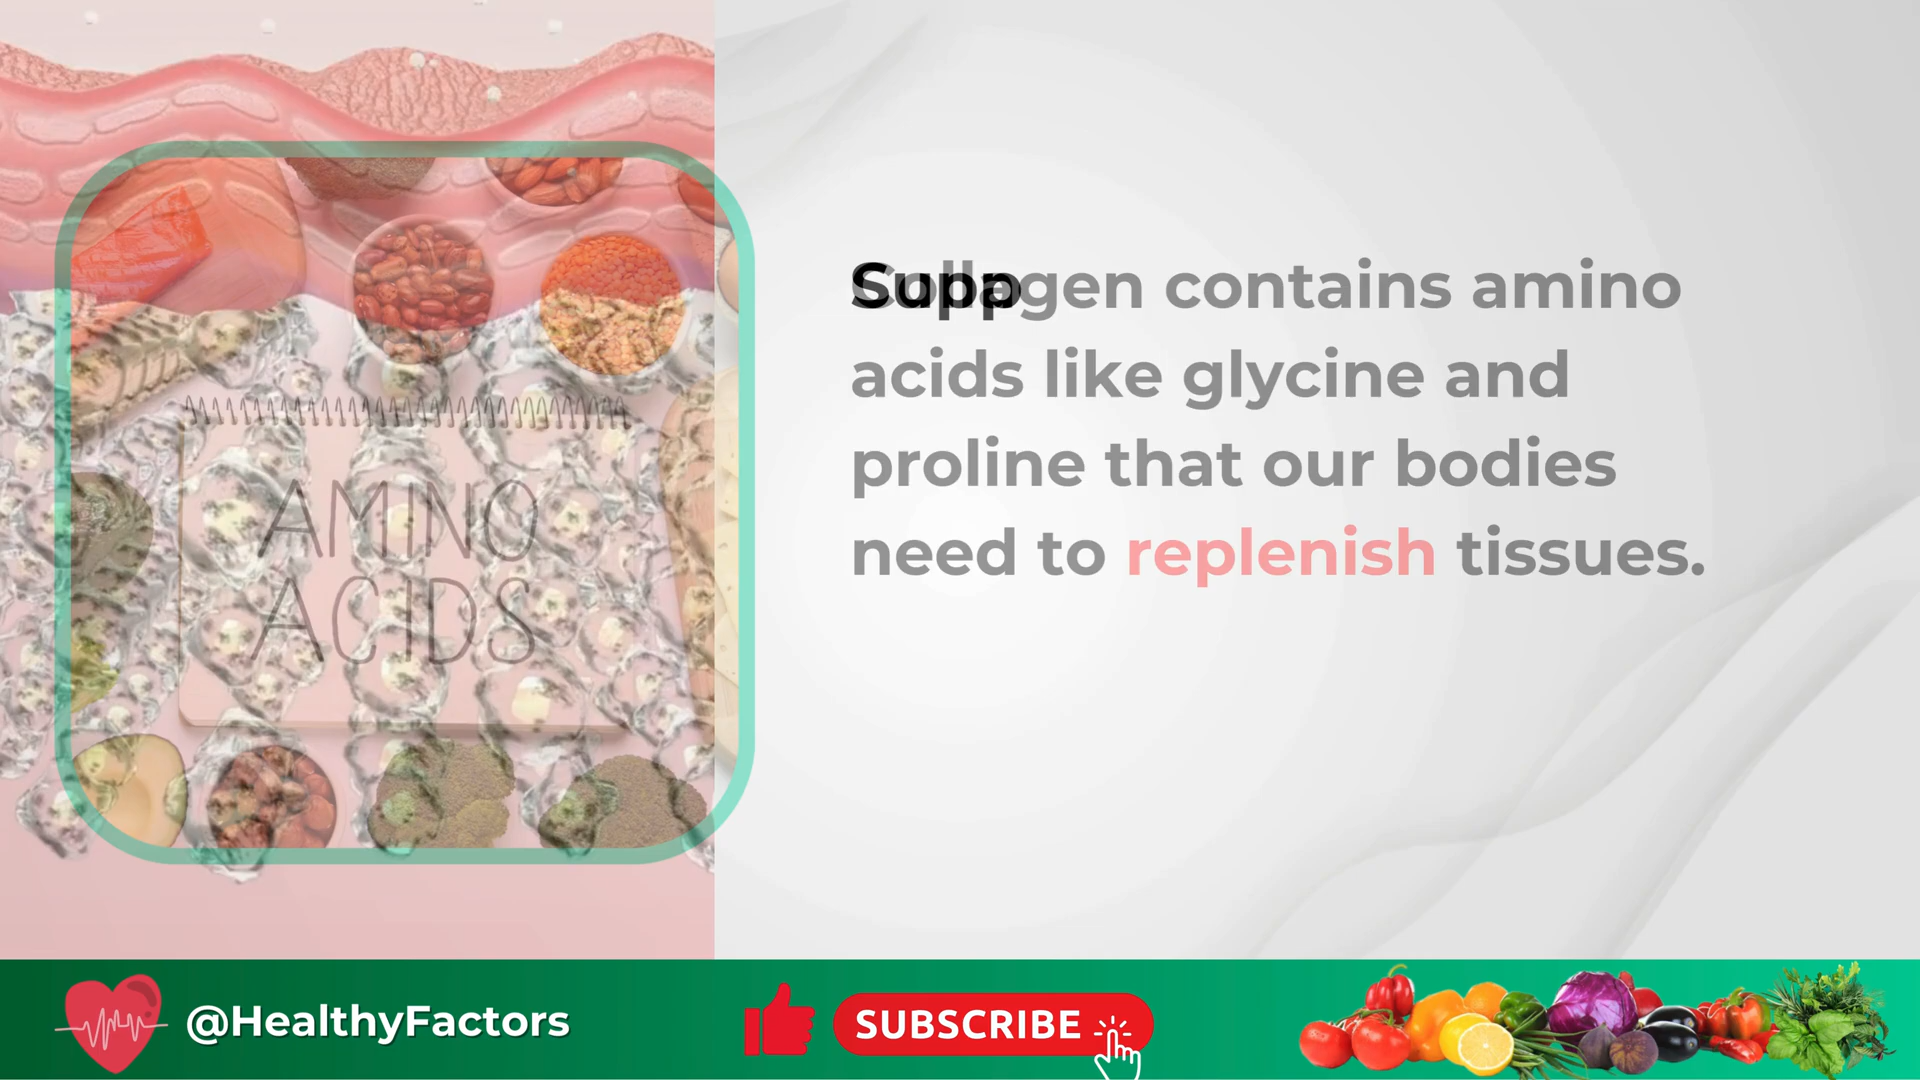 Supp
Collagen contains amino
acids like glycine and
proline that our bodies
need to replenish tissues.
AMINO
ACIDS
@HealthyFactors
SUBSCRIBE